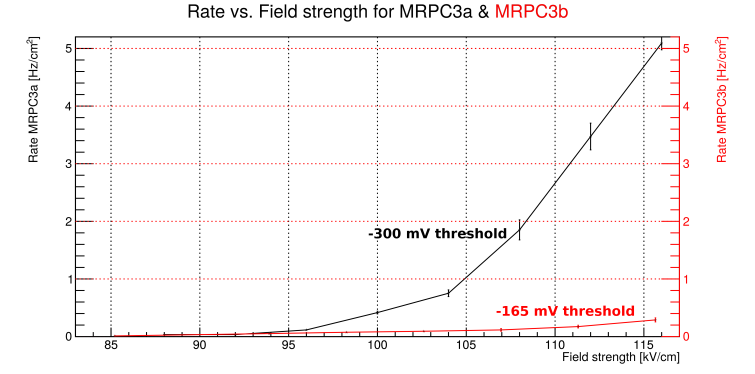 Rate vs. Field strength for MRPC3a & MRPC3b
Rate MRPC3a [Hz/cm²]
Rate MRPC3b [Hz/cm²]
5
5
4
4
3
3
2
2
-300 mV threshold
1
1
-165 mV threshold
0
0
85 90 95 100 105 110 115
Field strength [kV/cm]